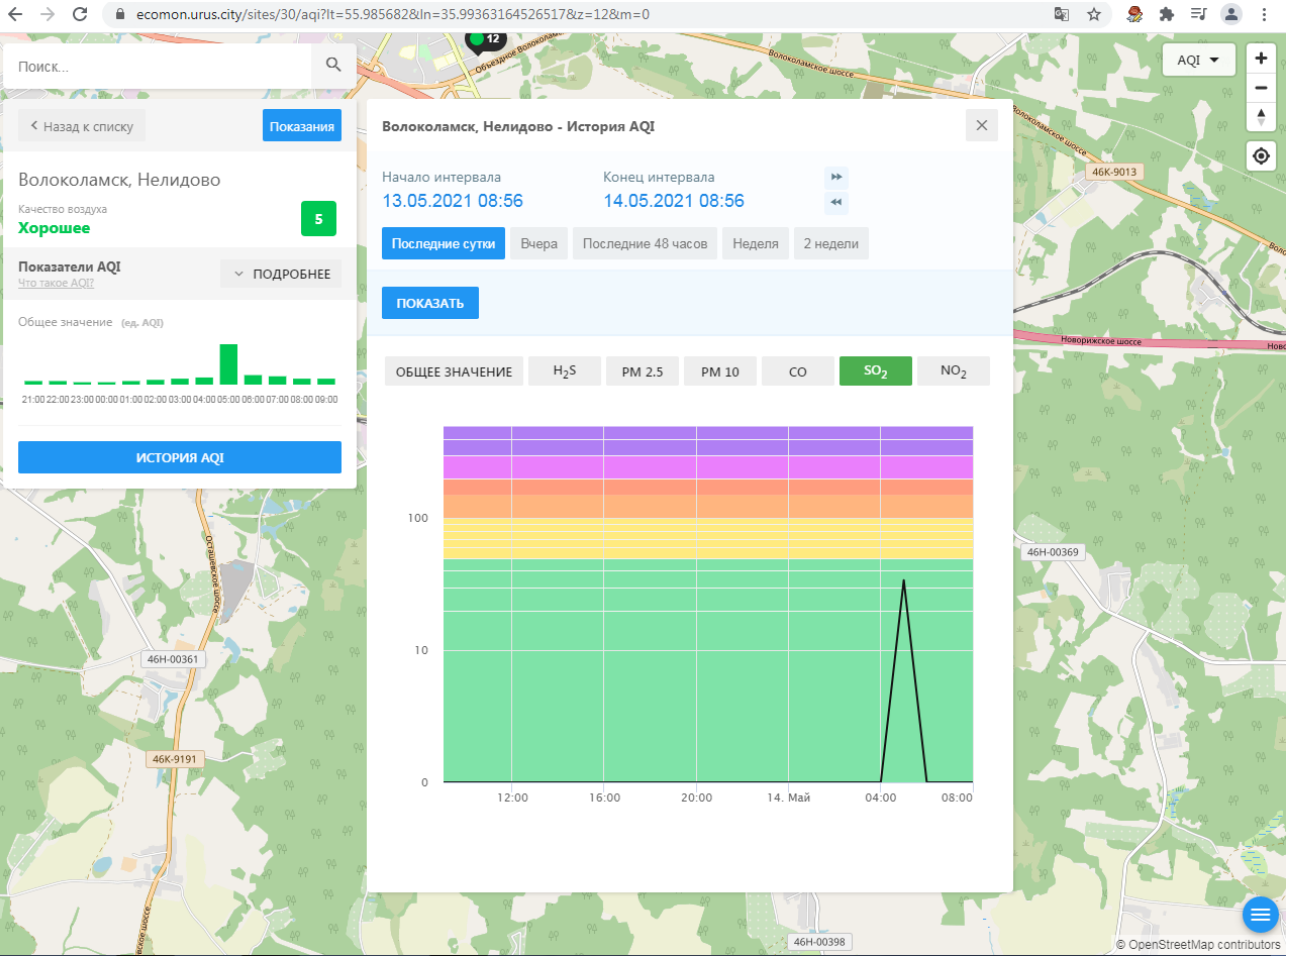 ecomon.urus.city/sites/30/aqi?lt=55.985682&ln=35.99363164526517&z=12&m=0
12
Объездное Волоколамск
Волоколамское шоссе
Поиск...
AQI
Назад к списку
Показания
Волоколамск, Нелидово - История AQI
Волоколамское шоссе
46К-9013
Волоколамск, Нелидово
Качество воздуха
Хорошее
5
Начало интервала
Конец интервала
13.05.2021 08:56
14.05.2021 08:56
Последние сутки
Вчера
Последние 48 часов
Неделя
2 недели
Показатели AQI
Что такое AQI?
ПОДРОБНЕЕ
ПОКАЗАТЬ
Общее значение (ед. AQI)
21:00 22:00 23:00 00:00 01:00 02:00 03:00 04:00 05:00 06:00 07:00 08:00 09:00
Новорижское шоссе
Ново
ОБЩЕЕ ЗНАЧЕНИЕ
H2S
PM 2.5
PM 10
CO
SO2
NO2
ИСТОРИЯ AQI
100
10
0
12:00
16:00
20:00
14. Май
04:00
08:00
Осташёвское шоссе
46Н-00369
46Н-00361
46К-9191
46Н-00398
© OpenStreetMap contributors